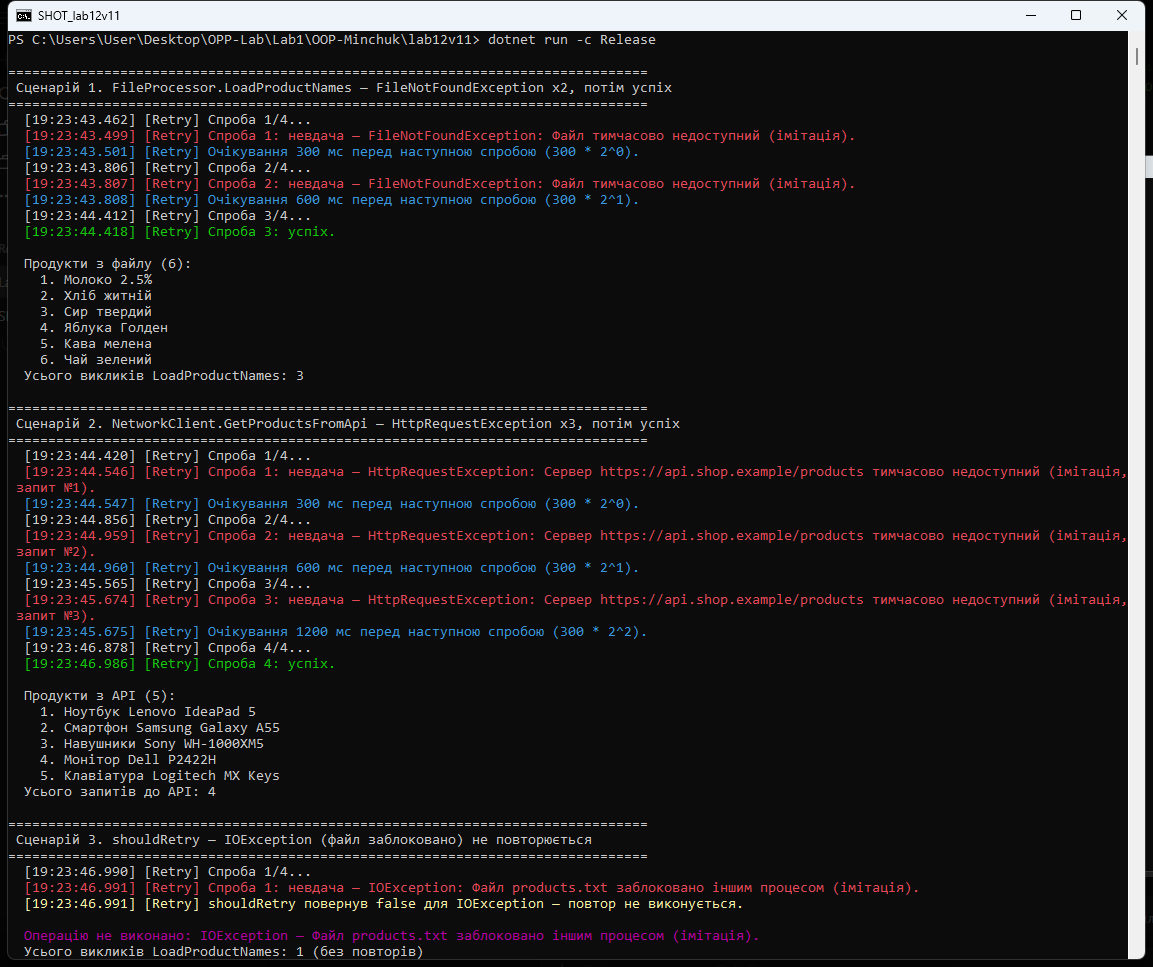 SHOT_lab12v11
PS C:\Users\User\Desktop\OPP-Lab\Lab1\OOP-Minchuk\lab12v11> dotnet run -c Release
================================================================================
Сценарій 1. FileProcessor.LoadProductNames — FileNotFoundException x2, потім успіх
================================================================================
[19:23:43.462] [Retry] Спроба 1/4...
[19:23:43.499] [Retry] Спроба 1: невдача — FileNotFoundException: Файл тимчасово недоступний (імітація).
[19:23:43.501] [Retry] Очікування 300 мс перед наступною спробою (300 * 2^0).
[19:23:43.806] [Retry] Спроба 2/4...
[19:23:43.807] [Retry] Спроба 2: невдача — FileNotFoundException: Файл тимчасово недоступний (імітація).
[19:23:43.808] [Retry] Очікування 600 мс перед наступною спробою (300 * 2^1).
[19:23:44.412] [Retry] Спроба 3/4...
[19:23:44.418] [Retry] Спроба 3: успіх.
Продукти з файлу (6):
1. Молоко 2.5%
2. Хліб житній
3. Сир твердий
4. Яблука Голден
5. Кава мелена
6. Чай зелений
Усього викликів LoadProductNames: 3
================================================================================
Сценарій 2. NetworkClient.GetProductsFromApi — HttpRequestException x3, потім успіх
================================================================================
[19:23:44.420] [Retry] Спроба 1/4...
[19:23:44.546] [Retry] Спроба 1: невдача — HttpRequestException: Сервер https://api.shop.example/products тимчасово недоступний (імітація,
запит №1).
[19:23:44.547] [Retry] Очікування 300 мс перед наступною спробою (300 * 2^0).
[19:23:44.856] [Retry] Спроба 2/4...
[19:23:44.959] [Retry] Спроба 2: невдача — HttpRequestException: Сервер https://api.shop.example/products тимчасово недоступний (імітація,
запит №2).
[19:23:44.960] [Retry] Очікування 600 мс перед наступною спробою (300 * 2^1).
[19:23:45.565] [Retry] Спроба 3/4...
[19:23:45.674] [Retry] Спроба 3: невдача — HttpRequestException: Сервер https://api.shop.example/products тимчасово недоступний (імітація,
запит №3).
[19:23:45.675] [Retry] Очікування 1200 мс перед наступною спробою (300 * 2^2).
[19:23:46.878] [Retry] Спроба 4/4...
[19:23:46.986] [Retry] Спроба 4: успіх.
Продукти з API (5):
1. Ноутбук Lenovo IdeaPad 5
2. Смартфон Samsung Galaxy A55
3. Навушники Sony WH-1000XM5
4. Монітор Dell P2422H
5. Клавіатура Logitech MX Keys
Усього запитів до API: 4
================================================================================
Сценарій 3. shouldRetry — IOException (файл заблоковано) не повторюється
================================================================================
[19:23:46.990] [Retry] Спроба 1/4...
[19:23:46.991] [Retry] Спроба 1: невдача — IOException: Файл products.txt заблоковано іншим процесом (імітація).
[19:23:46.991] [Retry] shouldRetry повернув false для IOException — повтор не виконується.
Операцію не виконано: IOException — Файл products.txt заблоковано іншим процесом (імітація).
Усього викликів LoadProductNames: 1 (без повторів)